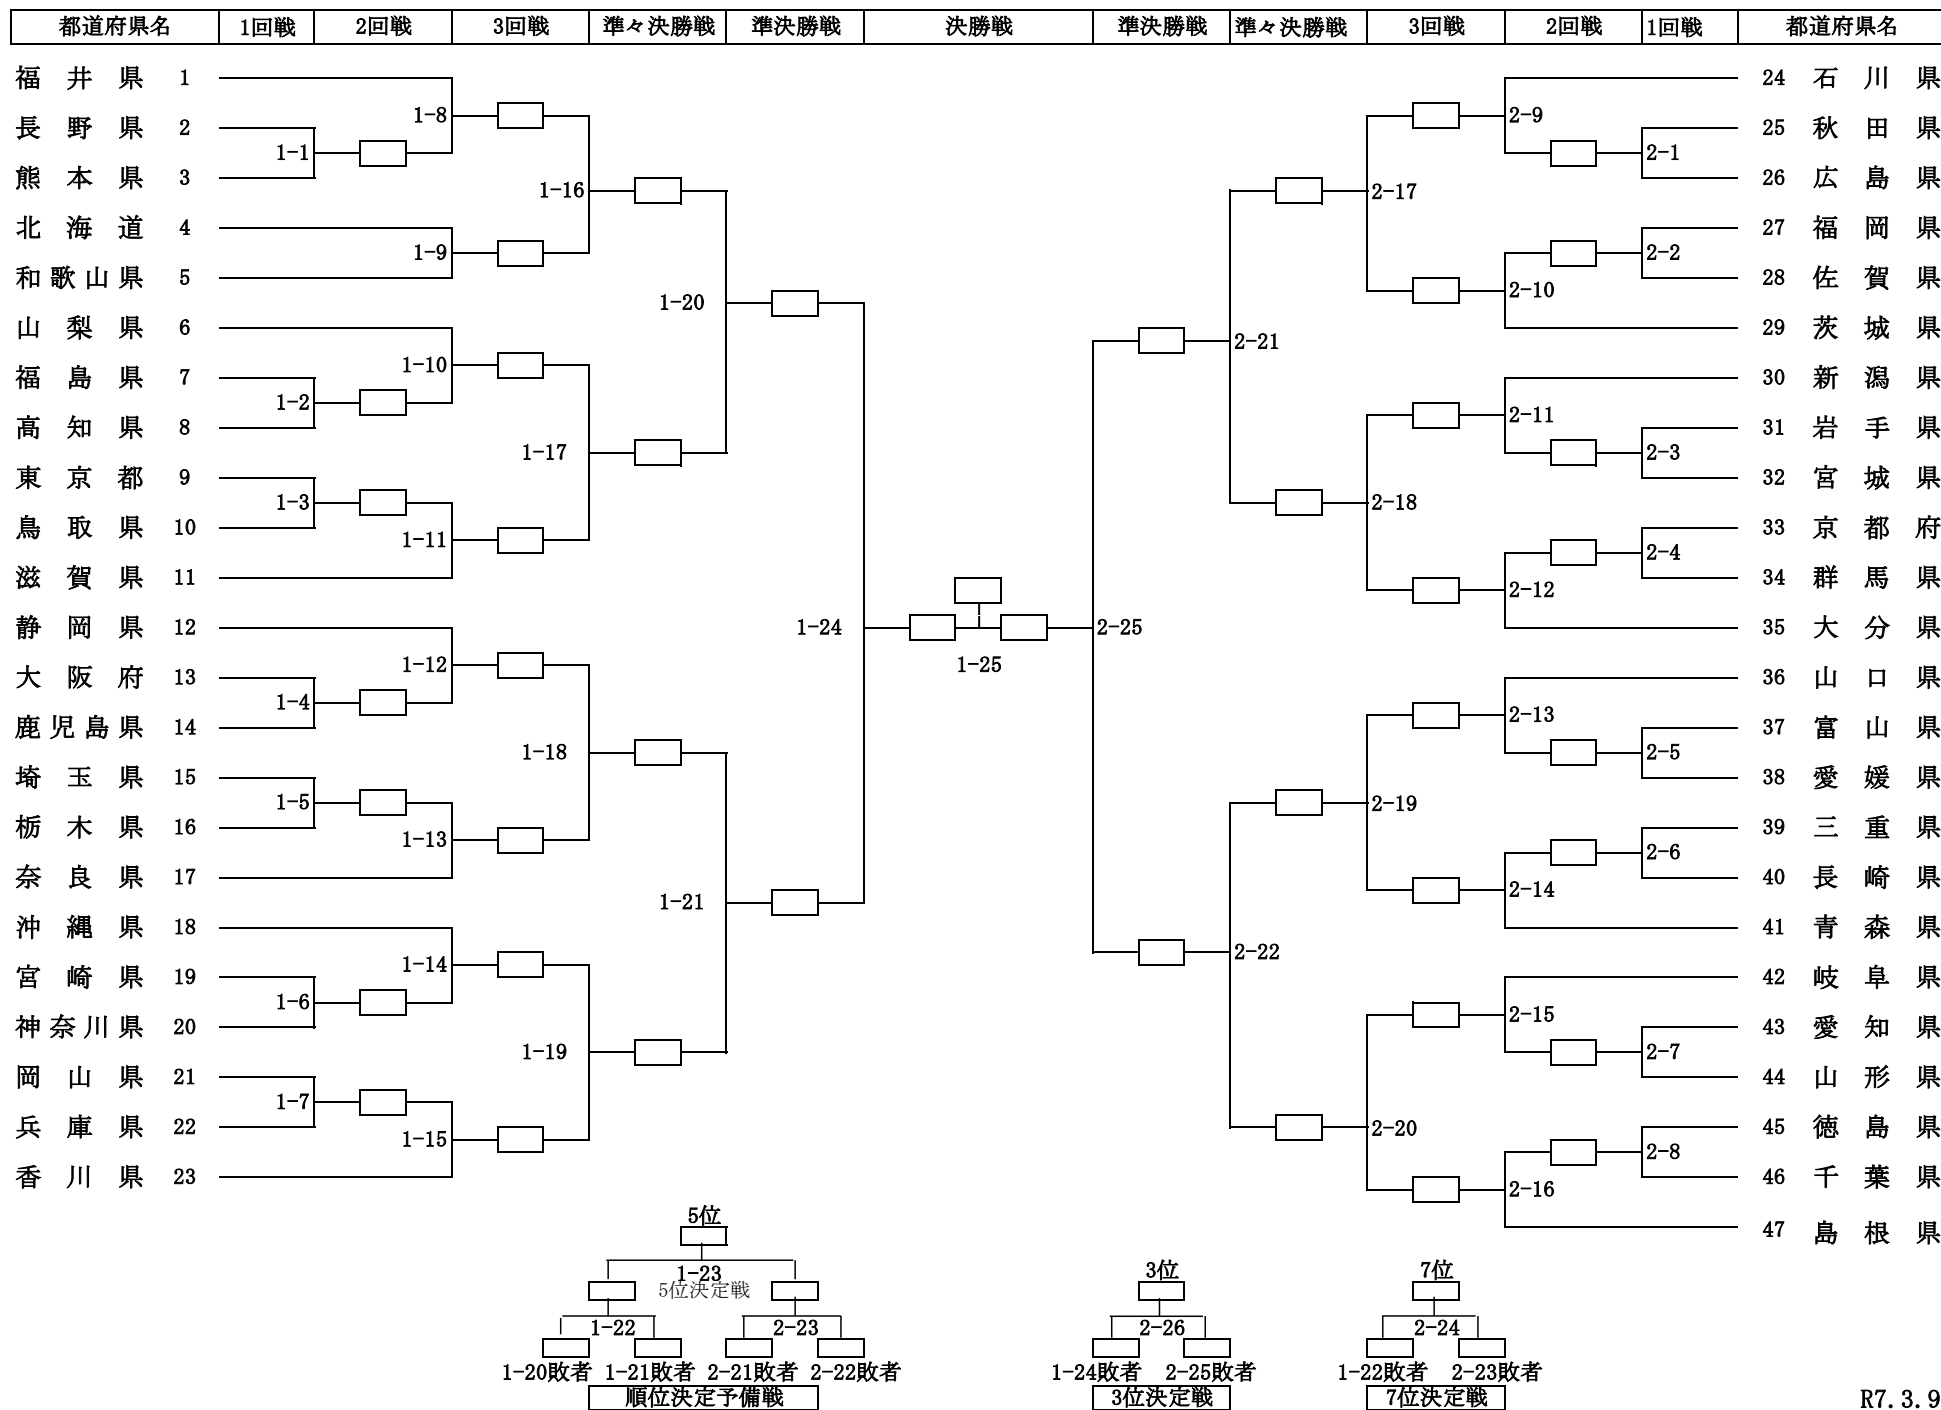 都道府県名 1回戦 2回戦 3回戦 準々決勝戦 準決勝戦 決勝戦 準決勝戦 準々決勝戦 3回戦 2回戦 1回戦 都道府県名
福井県 1 24 石川県
1-8 2-9
長野県 2 25 秋田県
1-1 2-1
熊本県 3 26 広島県
1-16 2-17
北海道 4 27 福岡県
1-9 2-2
和歌山県 5 28 佐賀県
2-10
1-20
山梨県 6 29 茨城県
2-21
1-10
福島県 7 30 新潟県
1-2 2-11
高知県 8 31 岩手県
1-17 2-3
東京都 9 32 宮城県
1-3 2-18
鳥取県 10 33 京都府
1-11 2-4
滋賀県 11 34 群馬県
2-12
静岡県 12 1-24 2-25 35 大分県
1-12 1-25
大阪府 13 36 山口県
1-4 2-13
鹿児島県 14 37 富山県
1-18 2-5
埼玉県 15 38 愛媛県
1-5 2-19
栃木県 16 39 三重県
1-13 2-6
奈良県 17 40 長崎県
1-21 2-14
沖縄県 18 41 青森県
2-22
1-14
宮崎県 19 42 岐阜県
1-6 2-15
神奈川県 20 43 愛知県
1-19 2-7
岡山県 21 44 山形県
1-7
兵庫県 22 2-20 45 徳島県
1-15 2-8
香川県 23 46 千葉県
2-16
5位 47 島根県
1-23 3位 7位
5位決定戦
1-22 2-23 2-26 2-24
1-20敗者 1-21敗者 2-21敗者 2-22敗者 1-24敗者 2-25敗者 1-22敗者 2-23敗者
順位決定予備戦 3位決定戦 7位決定戦 R7.3.9